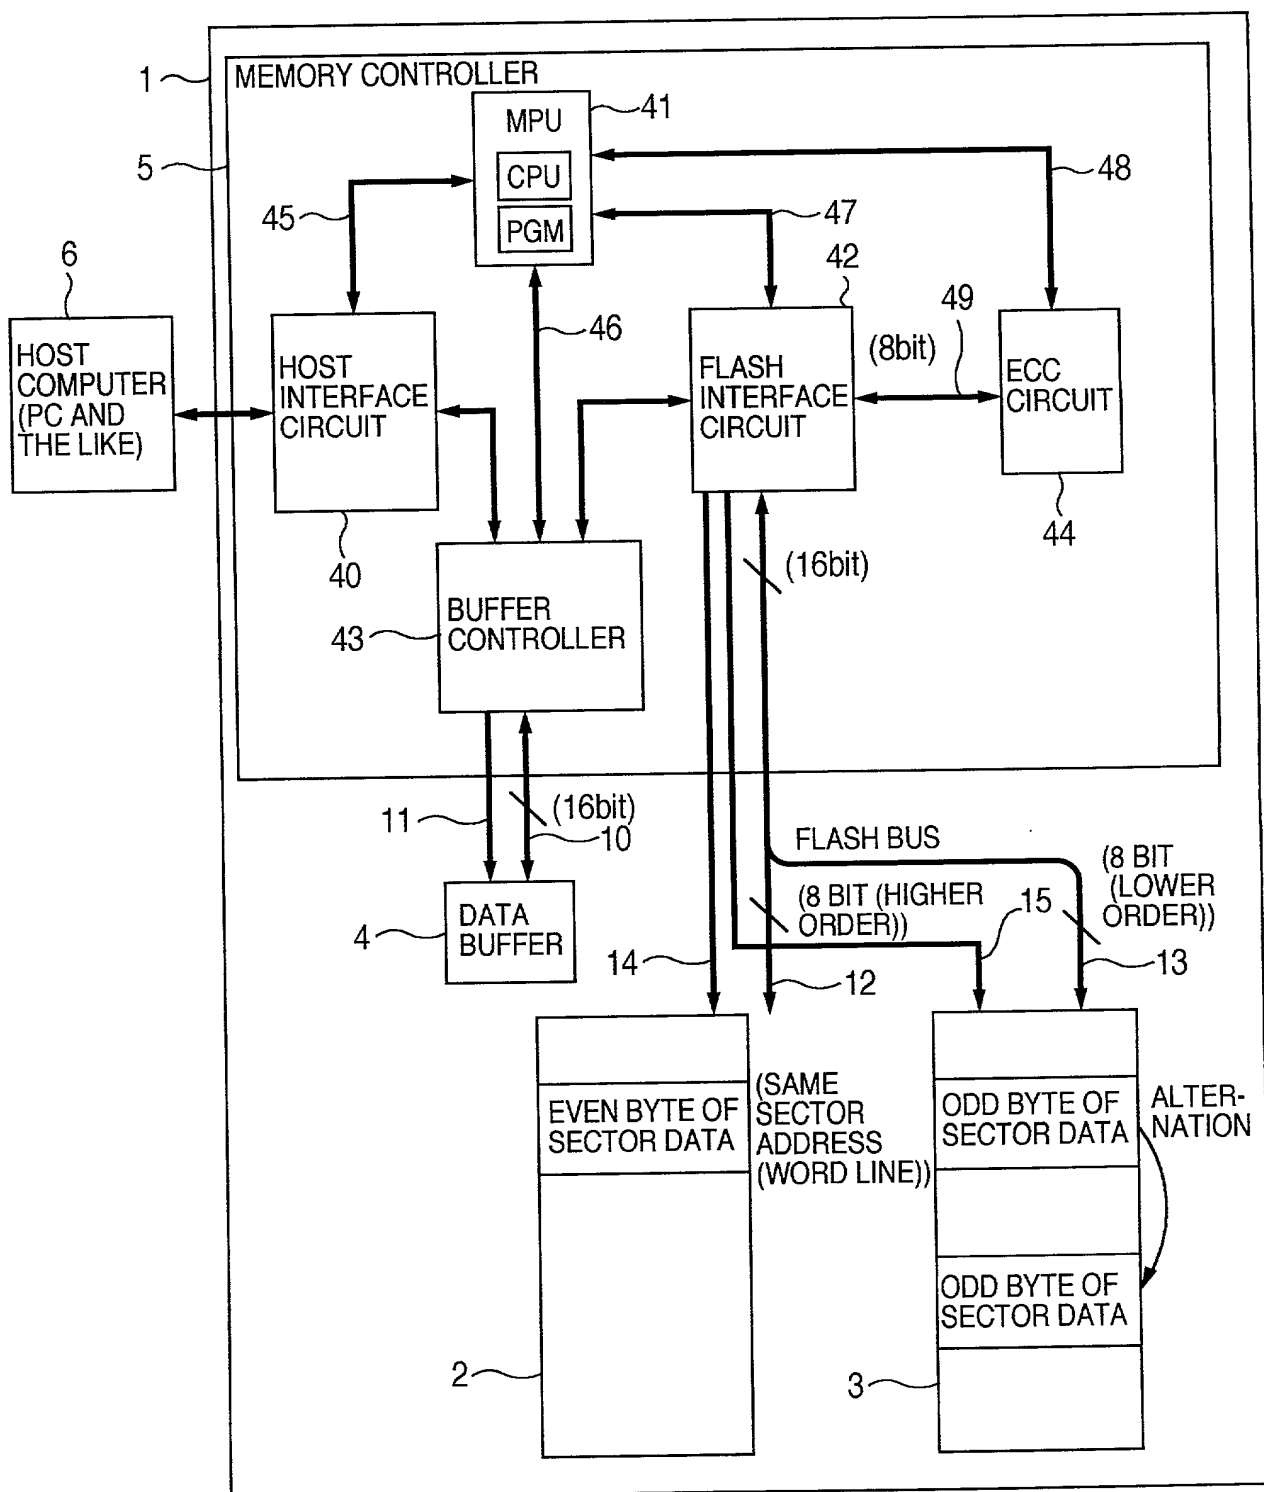 1
MEMORY CONTROLLER
5
MPU
41
CPU
PGM
45
48
47
6
42
46
49
HOST
COMPUTER
(PC AND
THE LIKE)
HOST
INTERFACE
CIRCUIT
FLASH
INTERFACE
CIRCUIT
(8bit)
ECC
CIRCUIT
40
44
(16bit)
43
BUFFER
CONTROLLER
11
(16bit)
10
FLASH BUS
(8 BIT
(LOWER
ORDER))
(8 BIT (HIGHER
ORDER))
15
4
DATA
BUFFER
14
12
13
EVEN BYTE OF
SECTOR DATA
(SAME
SECTOR
ADDRESS
(WORD LINE))
ODD BYTE OF
SECTOR DATA
ALTER-
NATION
ODD BYTE OF
SECTOR DATA
2
3